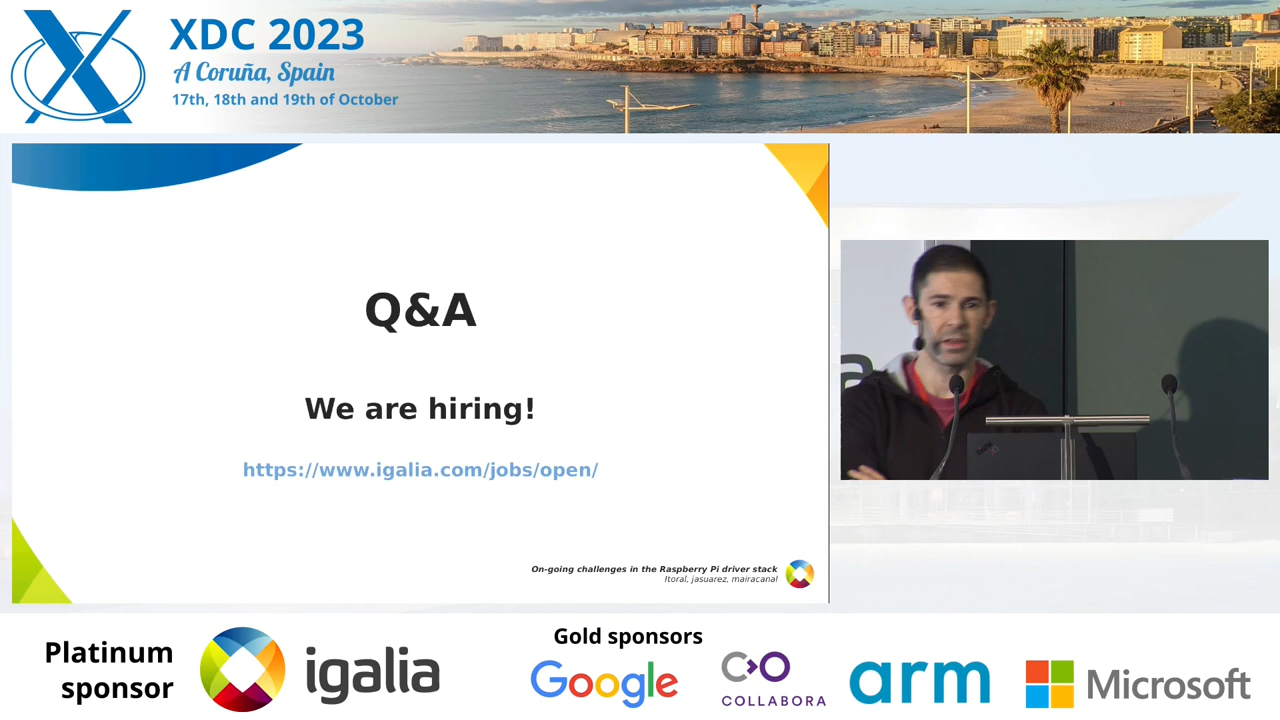 XDC 2023
A Coruña, Spain
17th, 18th and 19th of October
Q&A
We are hiring!
https://www.igalia.com/jobs/open/
On-going challenges in the Raspberry Pi driver stack
Itoral, jasuarez, mairacanal
a
Platinum
sponsor
igalia
Gold sponsors
Google
COLLABORA
arm
Microsoft